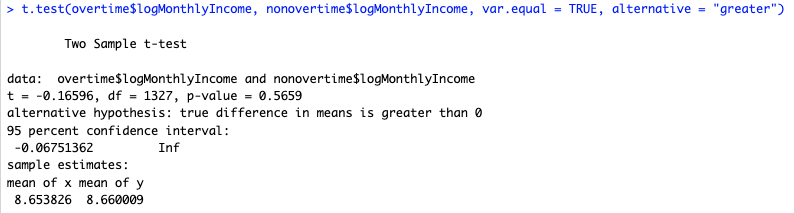 > t.test(overtime$logMonthlyIncome, nonovertime$logMonthlyIncome, var.equal = TRUE, alternative = "greater")
Two Sample t-test
data:  overtime$logMonthlyIncome and nonovertime$logMonthlyIncome
t = -0.16596, df = 1327, p-value = 0.5659
alternative hypothesis: true difference in means is greater than 0
95 percent confidence interval:
-0.06751362         Inf
sample estimates:
mean of x mean of y
8.653826  8.660009